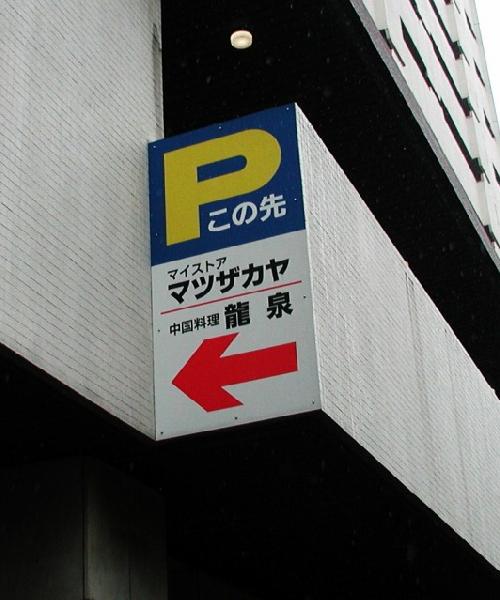 P
この先
マイストア
マツザカヤ
中国料理 龍泉